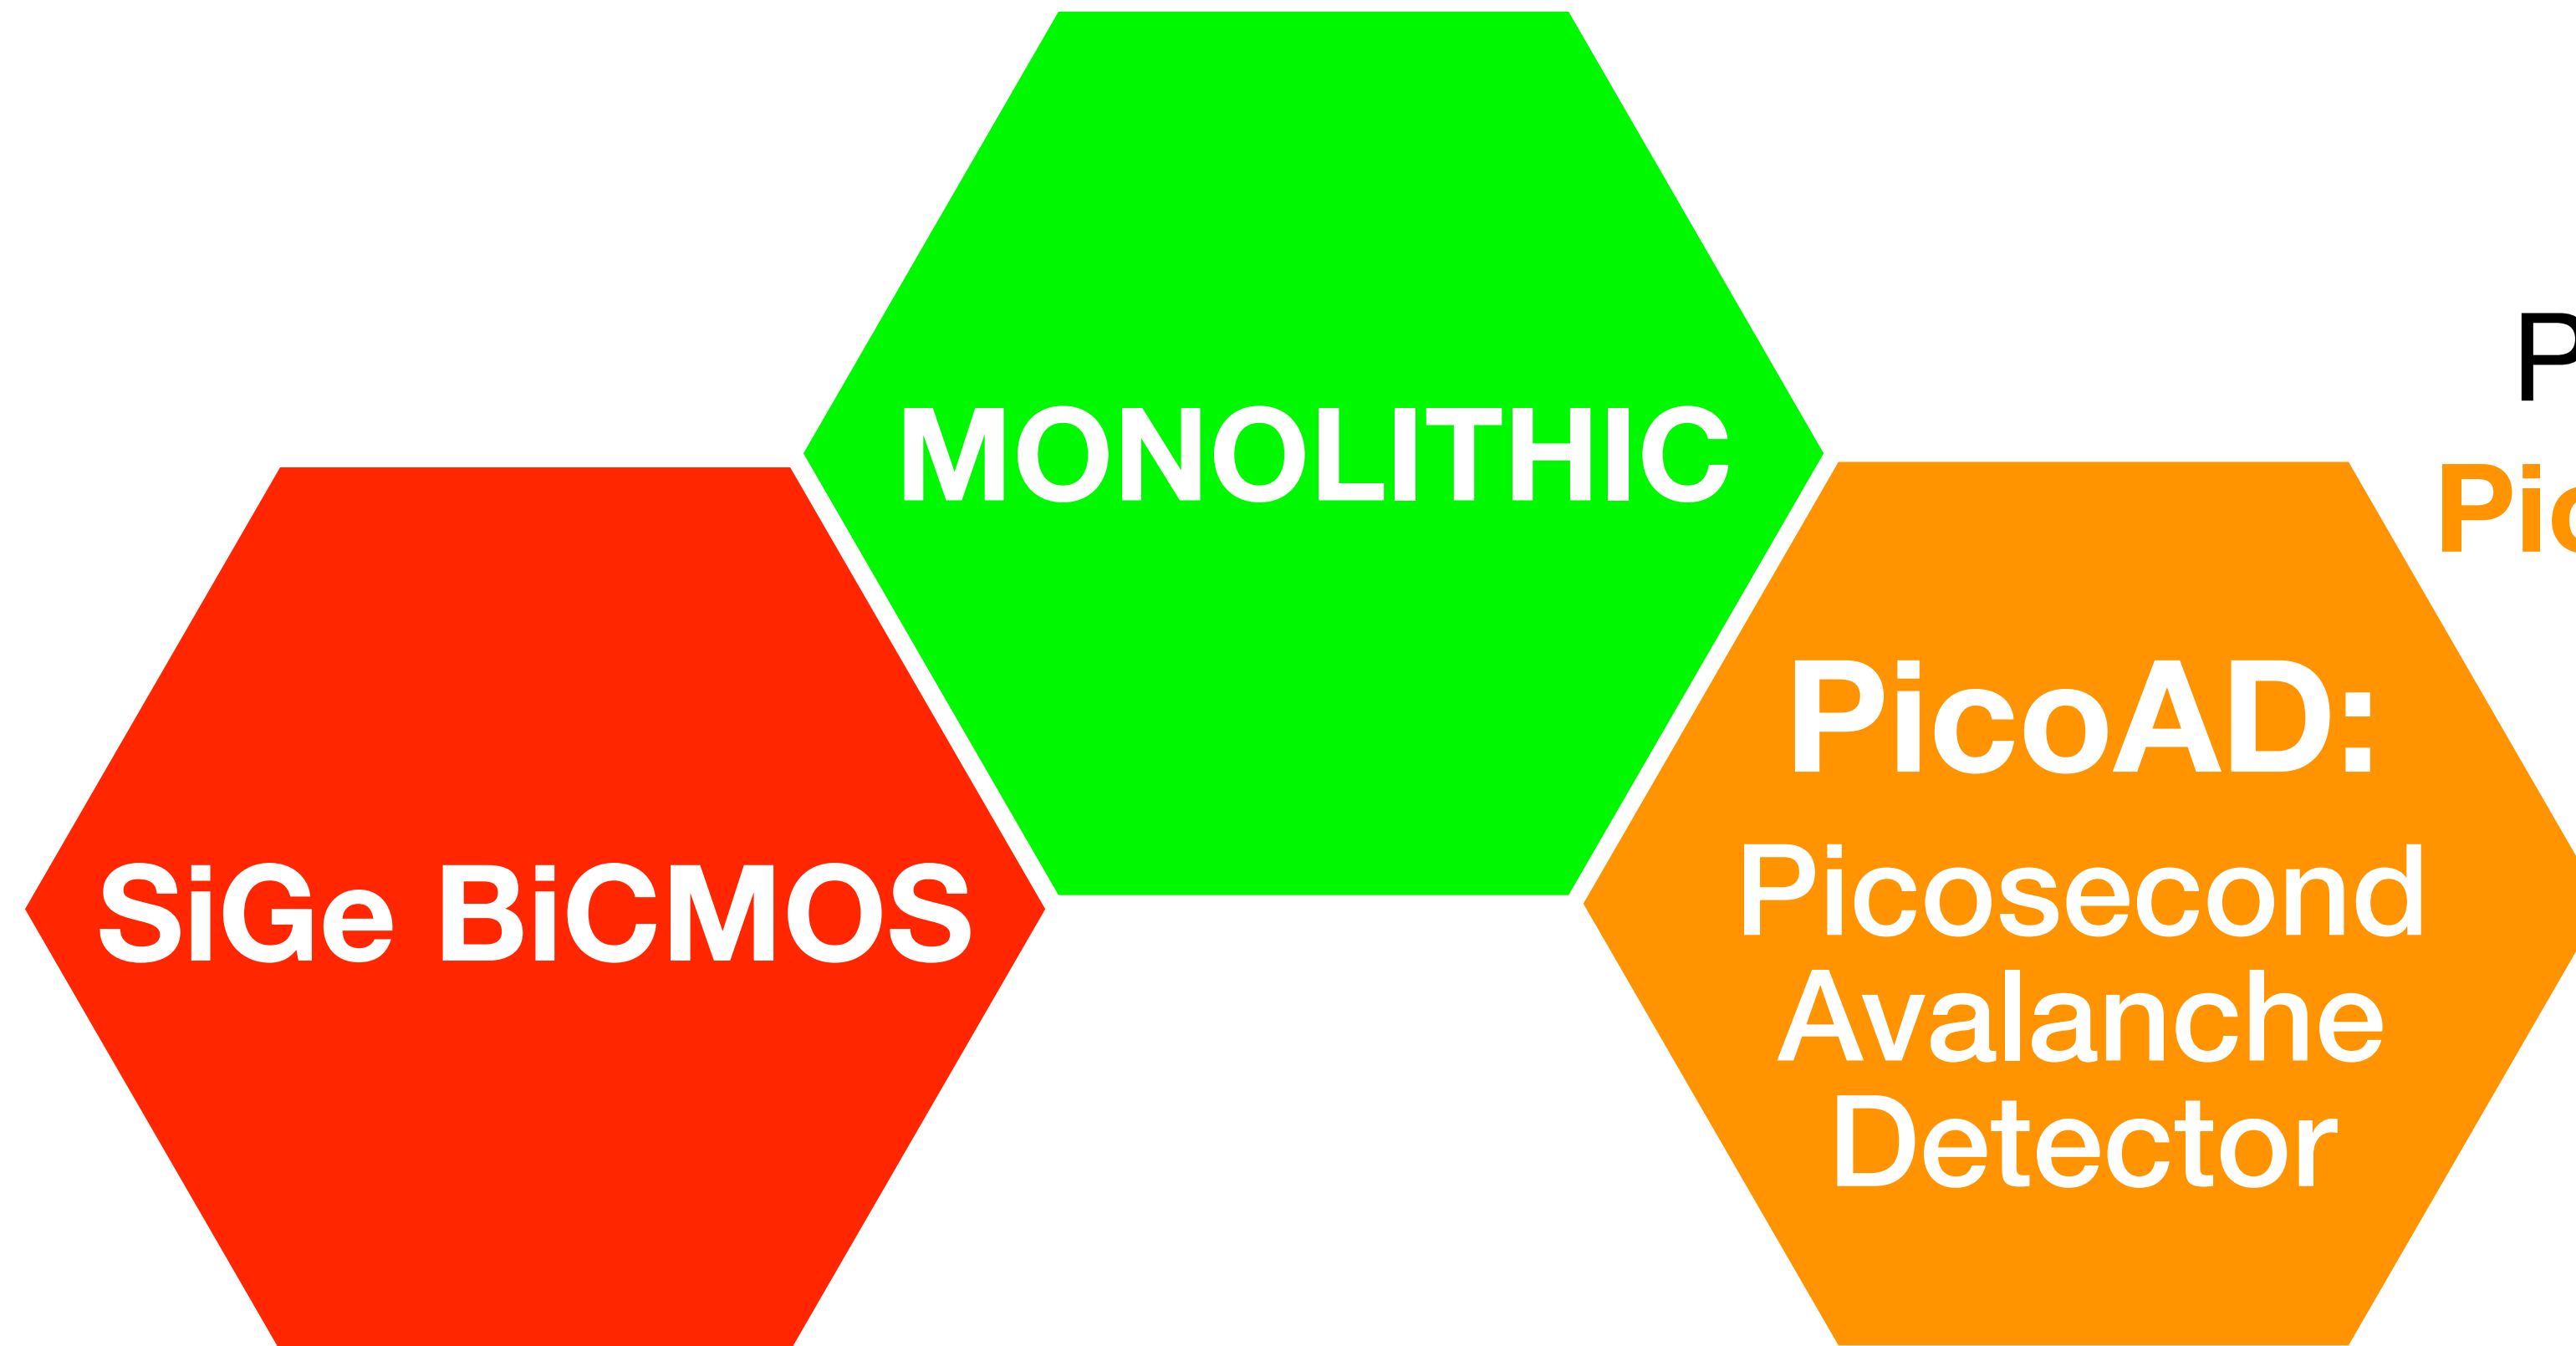 MONOLITHIC
SiGe BiCMOS
PicoAD:
Picosecond
Avalanche
Detector